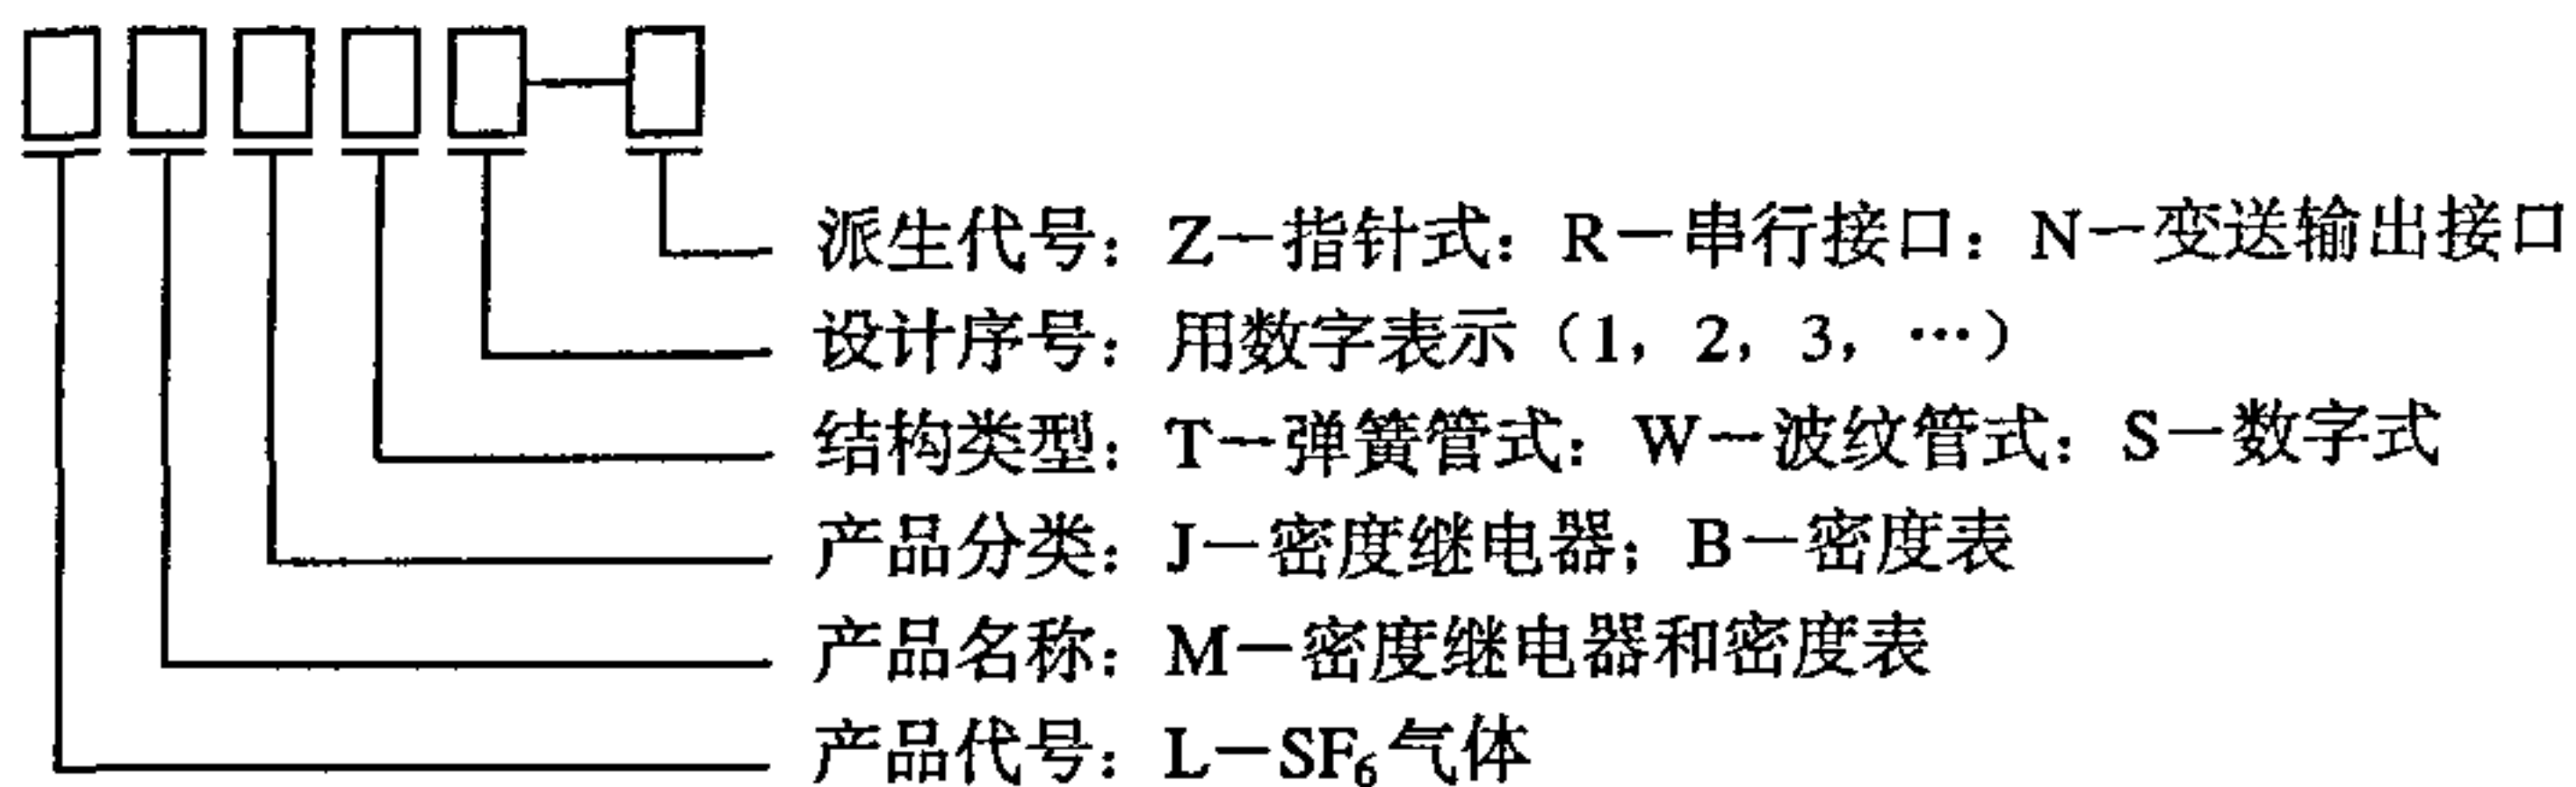 派生代号：Z－指针式：R－串行接口：N－变送输出接口
设计序号：用数字表示（1，2，3，…）
结构类型：T－弹簧管式：W－波纹管式：S－数字式
产品分类：J－密度继电器；B－密度表
产品名称：M－密度继电器和密度表
产品代号：L－SF₆气体